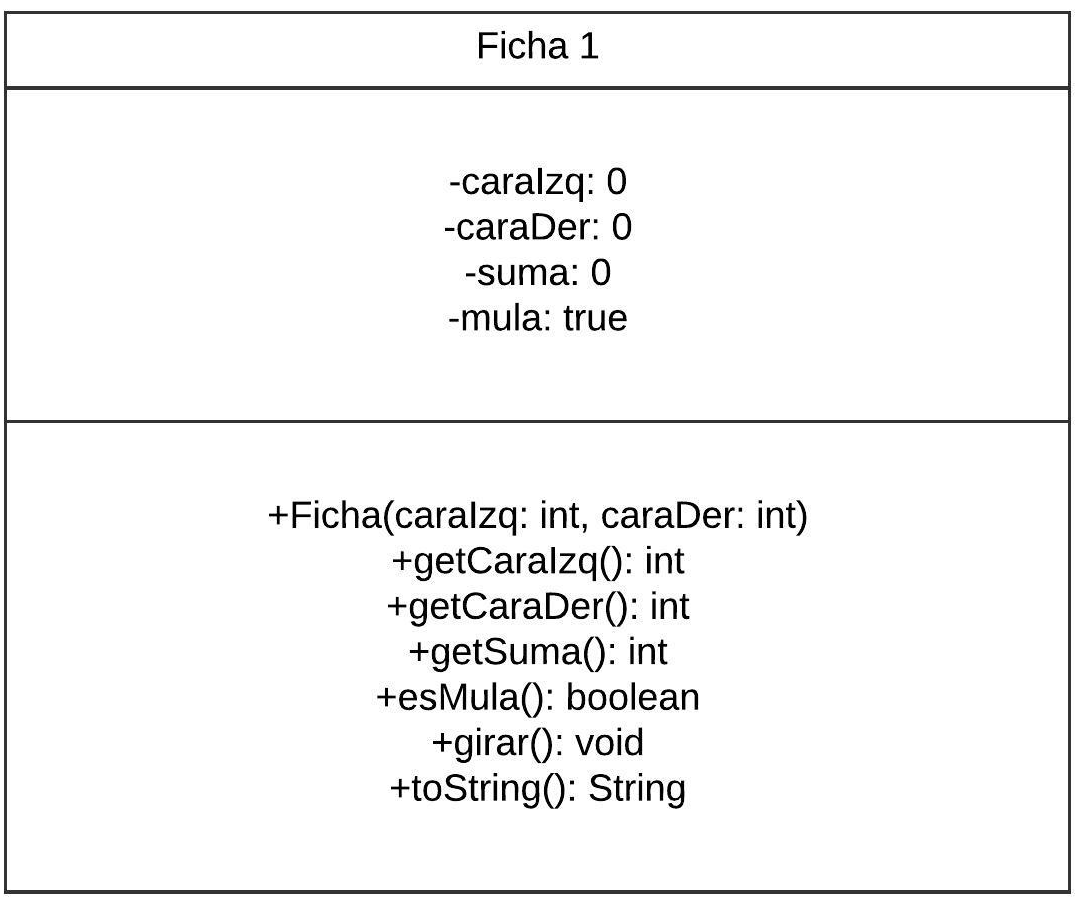 Ficha 1
-caraIzq: 0
-caraDer: 0
-suma: 0
-mula: true
+Ficha(caraIzq: int, caraDer: int)
+getCaraIzq(): int
+getCaraDer(): int
+getSuma(): int
+esMula(): boolean
+girar(): void
+toString(): String